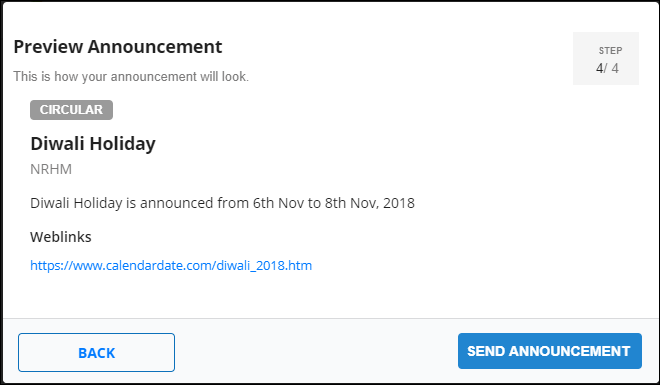 Preview Announcement
STEP
4/ 4
This is how your announcement will look.
CIRCULAR
Diwali Holiday
NRHM
Diwali Holiday is announced from 6th Nov to 8th Nov, 2018
Weblinks
https://www.calendardate.com/diwali_2018.htm
BACK
SEND ANNOUNCEMENT